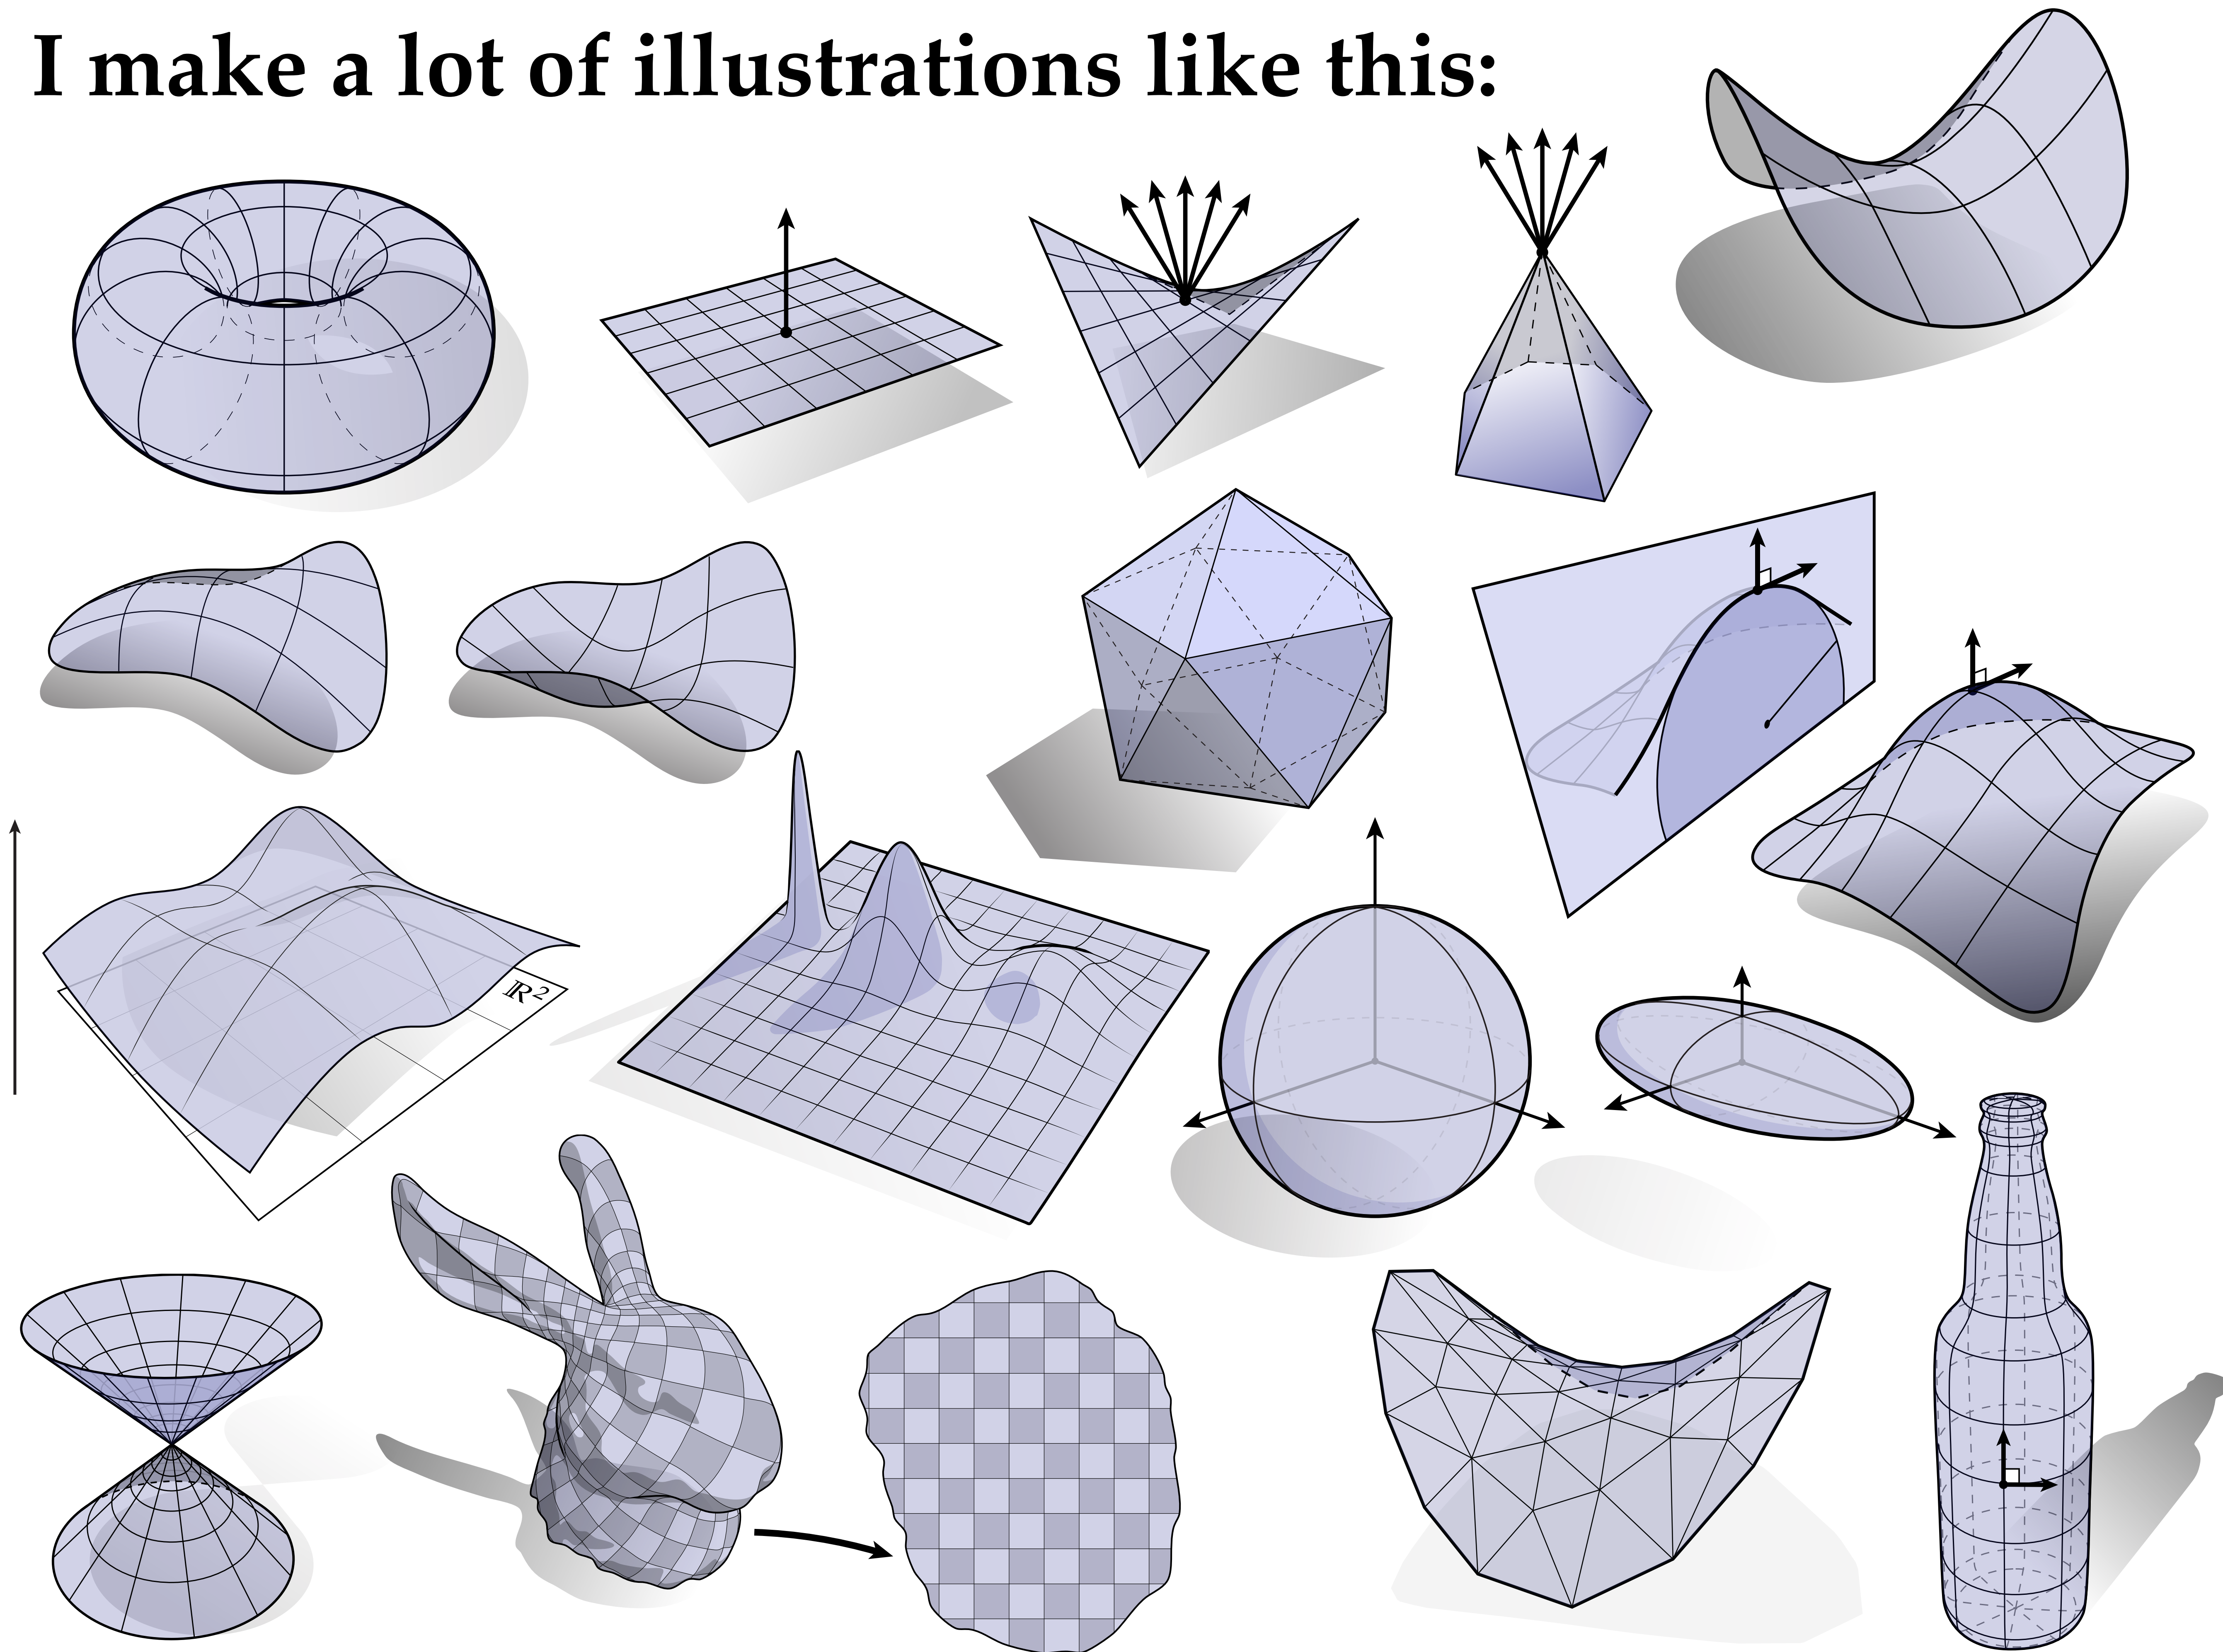 I make a lot of illustrations like this:
ℝ²